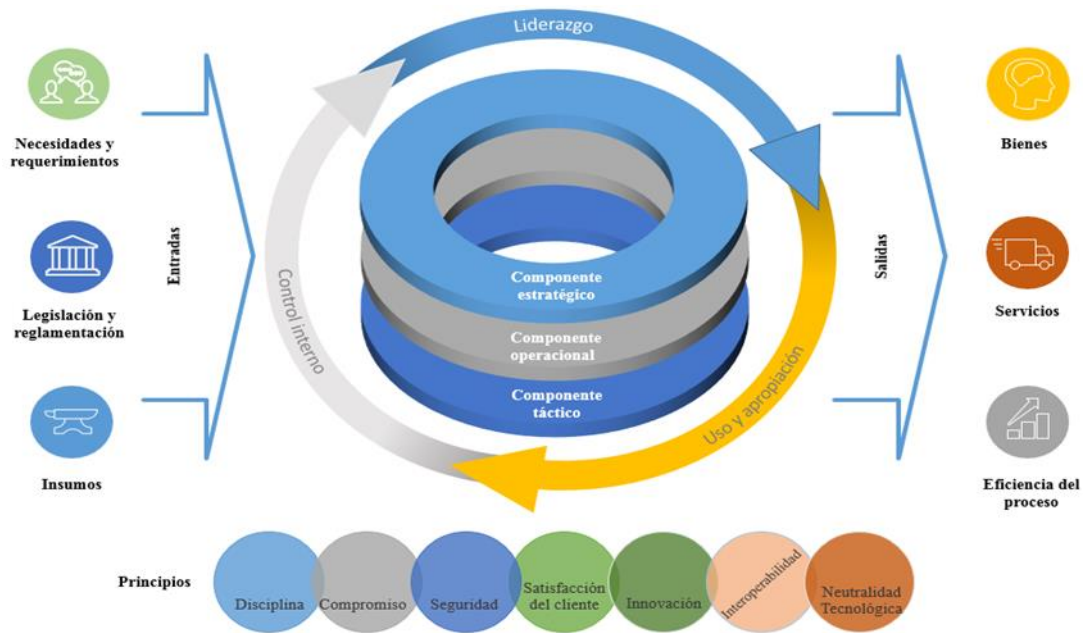 Necesidades y
requerimientos
Legislación y
reglamentación
Insumos
Entradas
Liderazgo
Control interno
Uso y apropiación
Componente
estratégico
Componente
operacional
Componente
táctico
Salidas
Bienes
Servicios
Eficiencia del
proceso
Principios
Disciplina
Compromiso
Seguridad
Satisfacción
del cliente
Innovación
Interoperabilidad
Neutralidad
Tecnológica